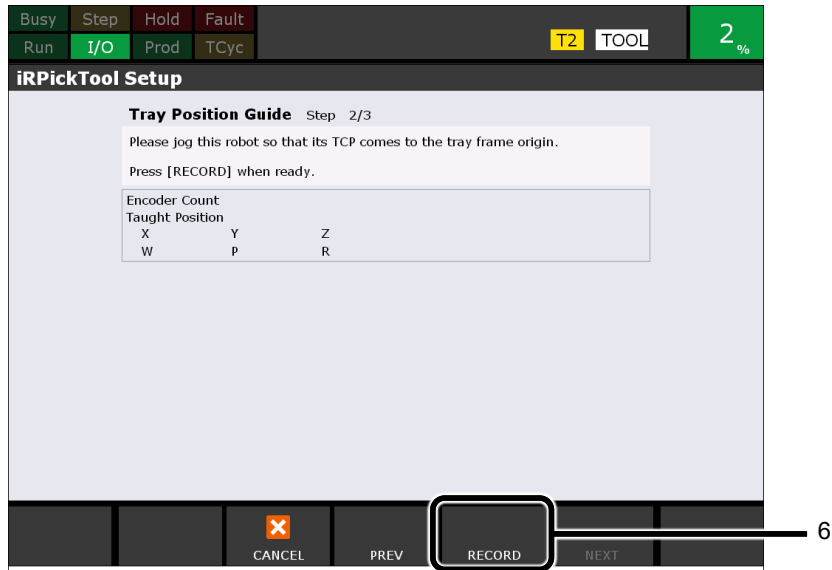 Busy Step Hold Fault
Run I/O Prod TCyc
T2 TOOL
2 %
iRPickTool Setup
Tray Position Guide Step 2/3
Please jog this robot so that its TCP comes to the tray frame origin.
Press [RECORD] when ready.
Encoder Count
Taught Position
X Y Z
W P R
CANCEL PREV RECORD NEXT
6